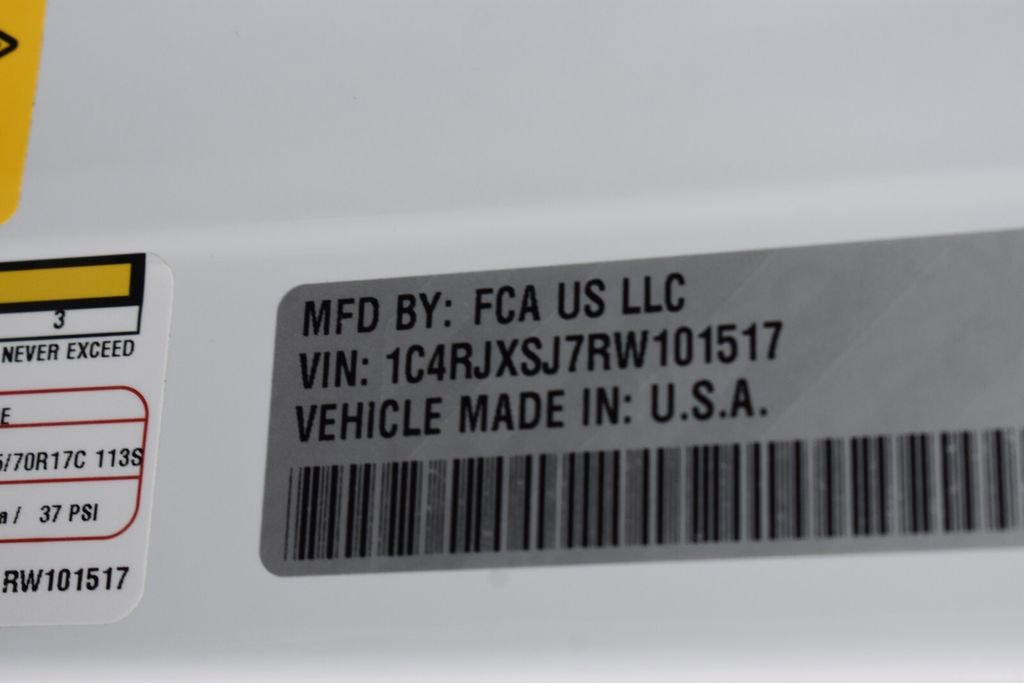 3
NEVER EXCEED
E
5/70R17C 113S
a / 37 PSI
RW101517
MFD BY: FCA US LLC
VIN: 1C4RJXSJ7RW101517
VEHICLE MADE IN: U.S.A.